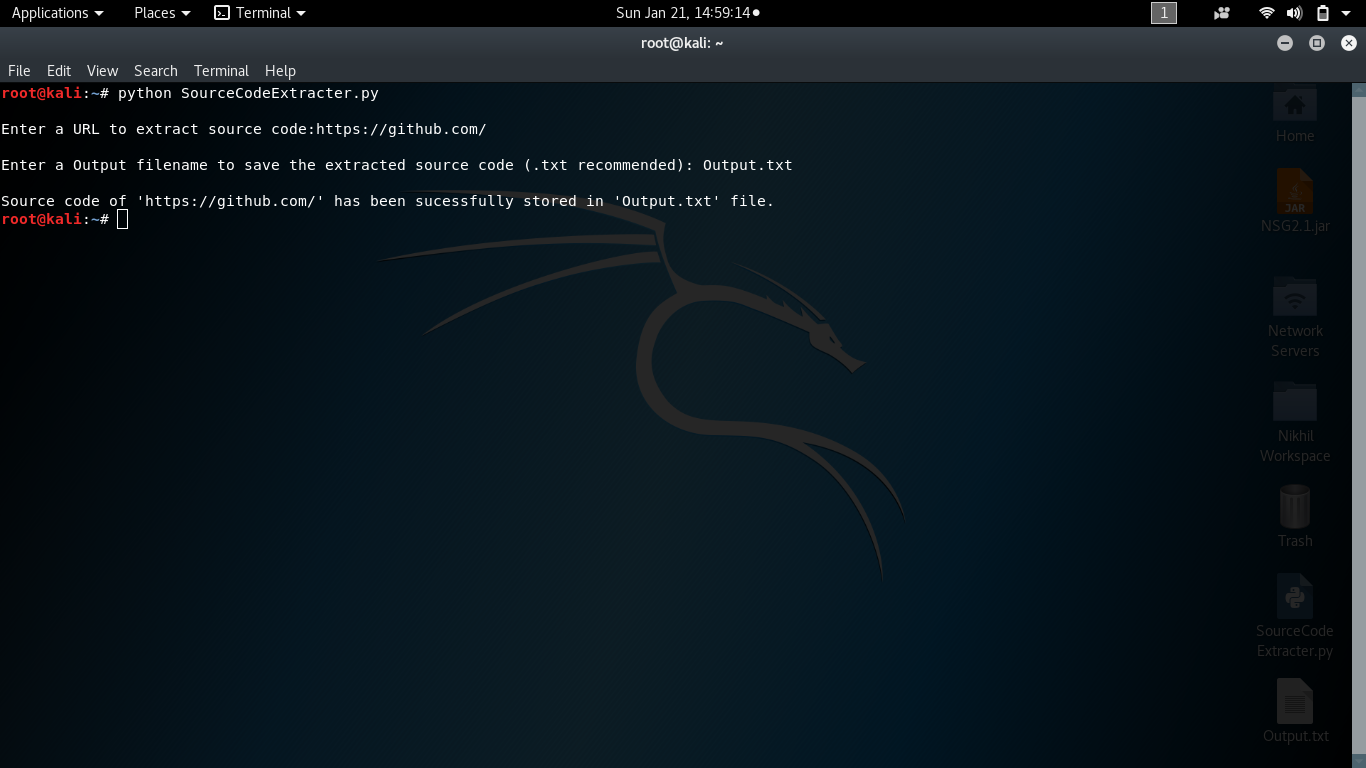 Applications Places Terminal Sun Jan 21, 14:59:14 1
root@kali: ~
File Edit View Search Terminal Help
root@kali:~# python SourceCodeExtracter.py
Enter a URL to extract source code:https://github.com/
Enter a Output filename to save the extracted source code (.txt recommended): Output.txt
Source code of 'https://github.com/' has been sucessfully stored in 'Output.txt' file.
root@kali:~#
Home
JAR
NSG2.1.jar
Network
Servers
Nikhil
Workspace
Trash
SourceCode
Extracter.py
Output.txt